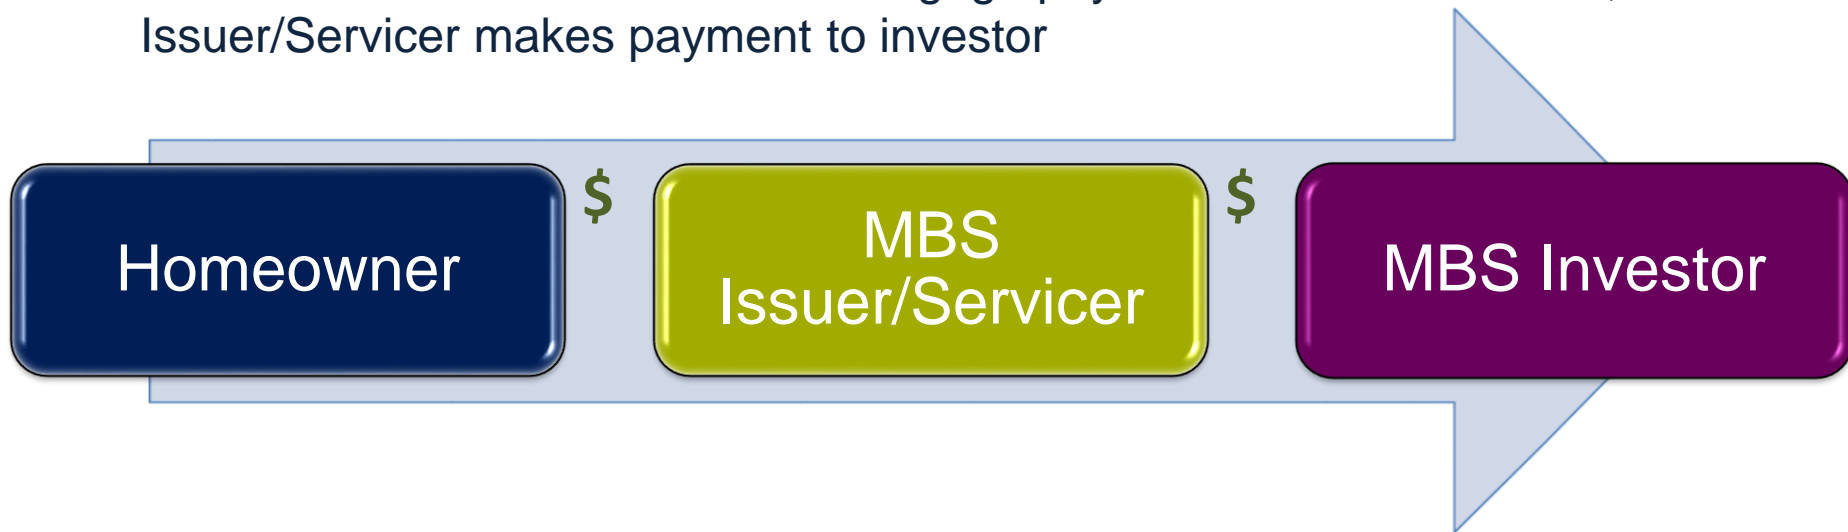 Issuer/Servicer makes payment to investor
Homeowner
$
MBS
Issuer/Servicer
$
MBS Investor